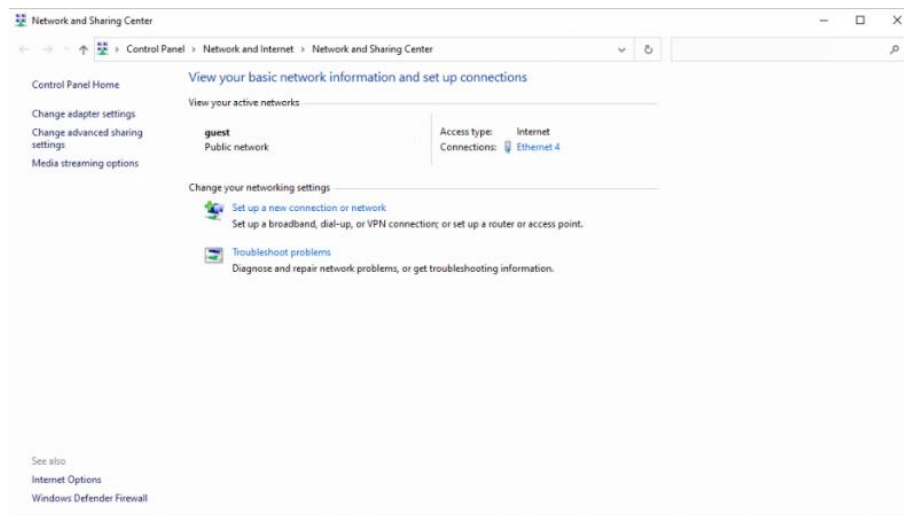 Network and Sharing Center
Control Panel › Network and Internet › Network and Sharing Center
Control Panel Home
Change adapter settings
Change advanced sharing
settings
Media streaming options
View your basic network information and set up connections
View your active networks
guest
Public network
Access type: Internet
Connections: Ethernet 4
Change your networking settings
Set up a new connection or network
Set up a broadband, dial-up, or VPN connection; or set up a router or access point.
Troubleshoot problems
Diagnose and repair network problems, or get troubleshooting information.
See also
Internet Options
Windows Defender Firewall